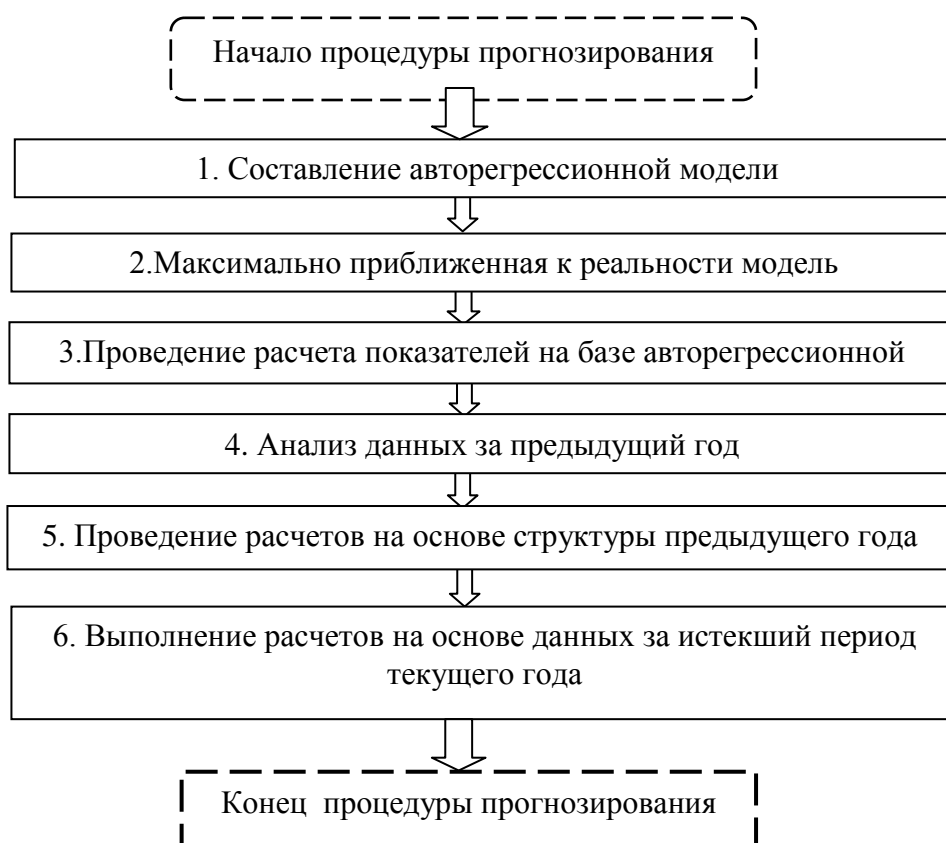 Начало процедуры прогнозирования
1. Составление авторегрессионной модели
2.Максимально приближенная к реальности модель
3.Проведение расчета показателей на базе авторегрессионной
4. Анализ данных за предыдущий год
5. Проведение расчетов на основе структуры предыдущего года
6. Выполнение расчетов на основе данных за истекший период
текущего года
Конец процедуры прогнозирования